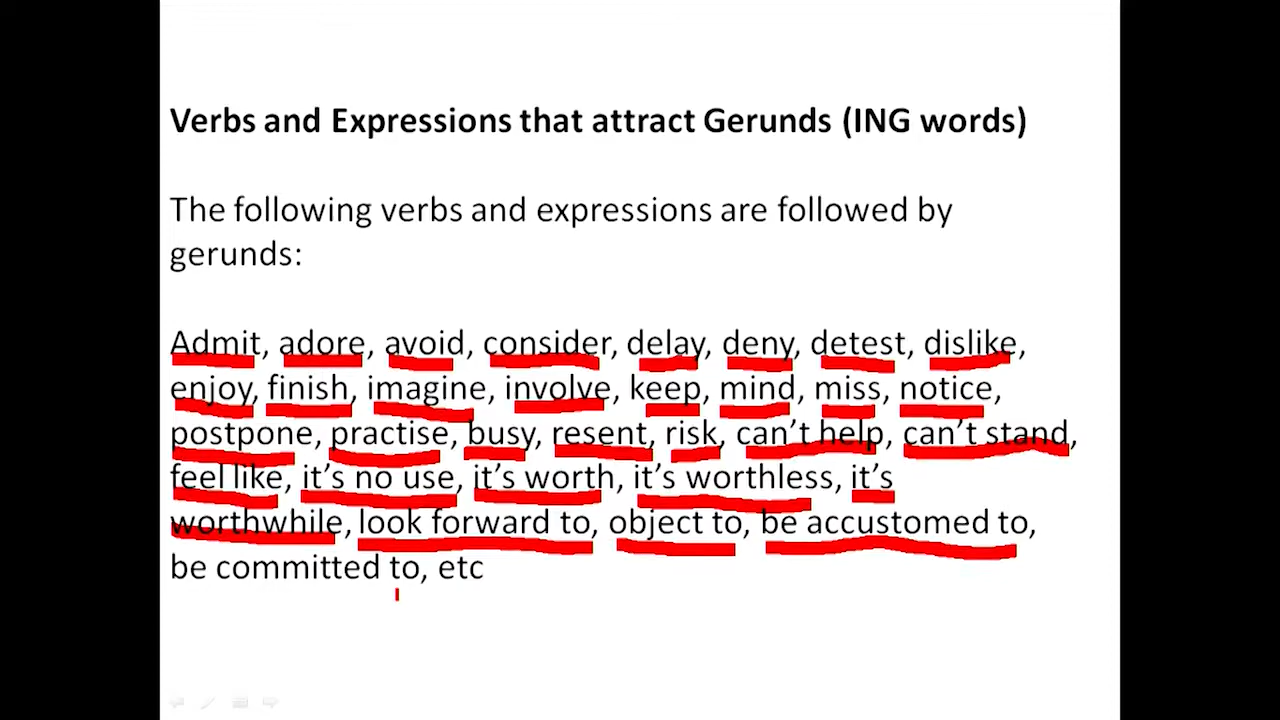 Verbs and Expressions that attract Gerunds (ING words)
The following verbs and expressions are followed by
gerunds:
Admit, adore, avoid, consider, delay, deny, detest, dislike,
enjoy, finish, imagine, involve, keep, mind, miss, notice,
postpone, practise, busy, resent, risk, can’t help, can’t stand,
feel like, it’s no use, it’s worth, it’s worthless, it’s
worthwhile, look forward to, object to, be accustomed to,
be committed to, etc